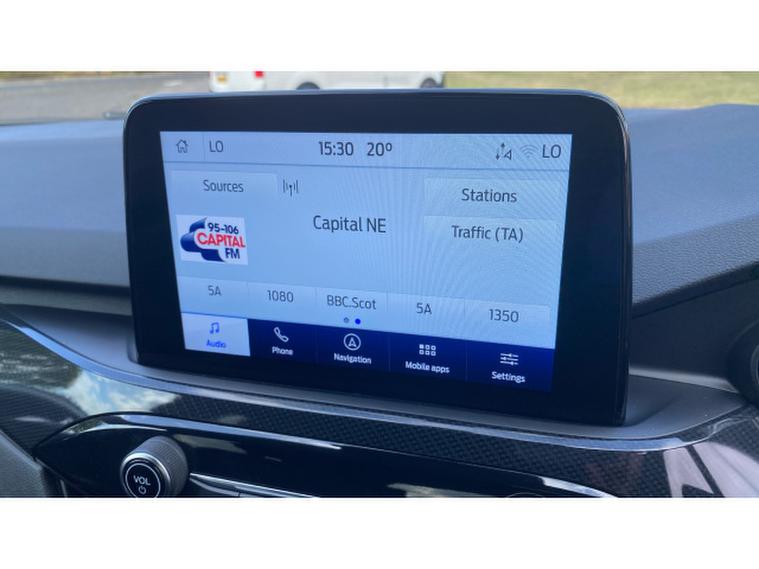 LO 15:30 20° LO
Sources Stations
Capital NE
Traffic (TA)
95-106
CAPITAL
FM
5A 1080 BBC.Scot 5A 1350
Audio Phone Navigation Mobile apps Settings
VOL